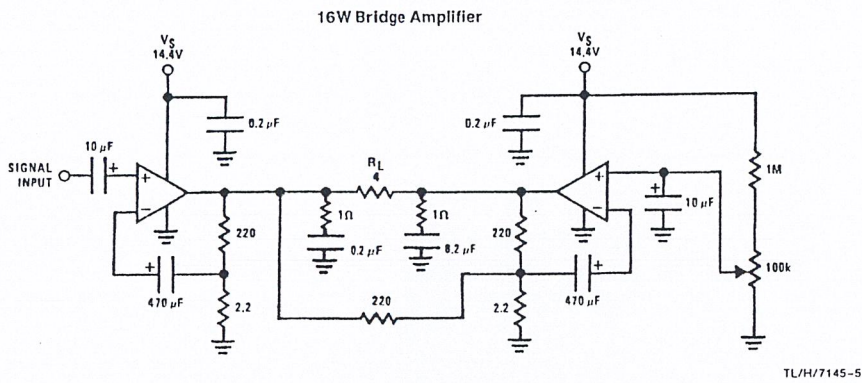 16W Bridge Amplifier
VS
14.4V
VS
14.4V
0.2 µF
0.2 µF
10 µF
+
SIGNAL
INPUT
+
−
RL
4
+
−
+
10 µF
1M
220
1Ω
0.2 µF
1Ω
0.2 µF
220
100k
+
470 µF
2.2
220
2.2
+
470 µF
TL/H/7145-5